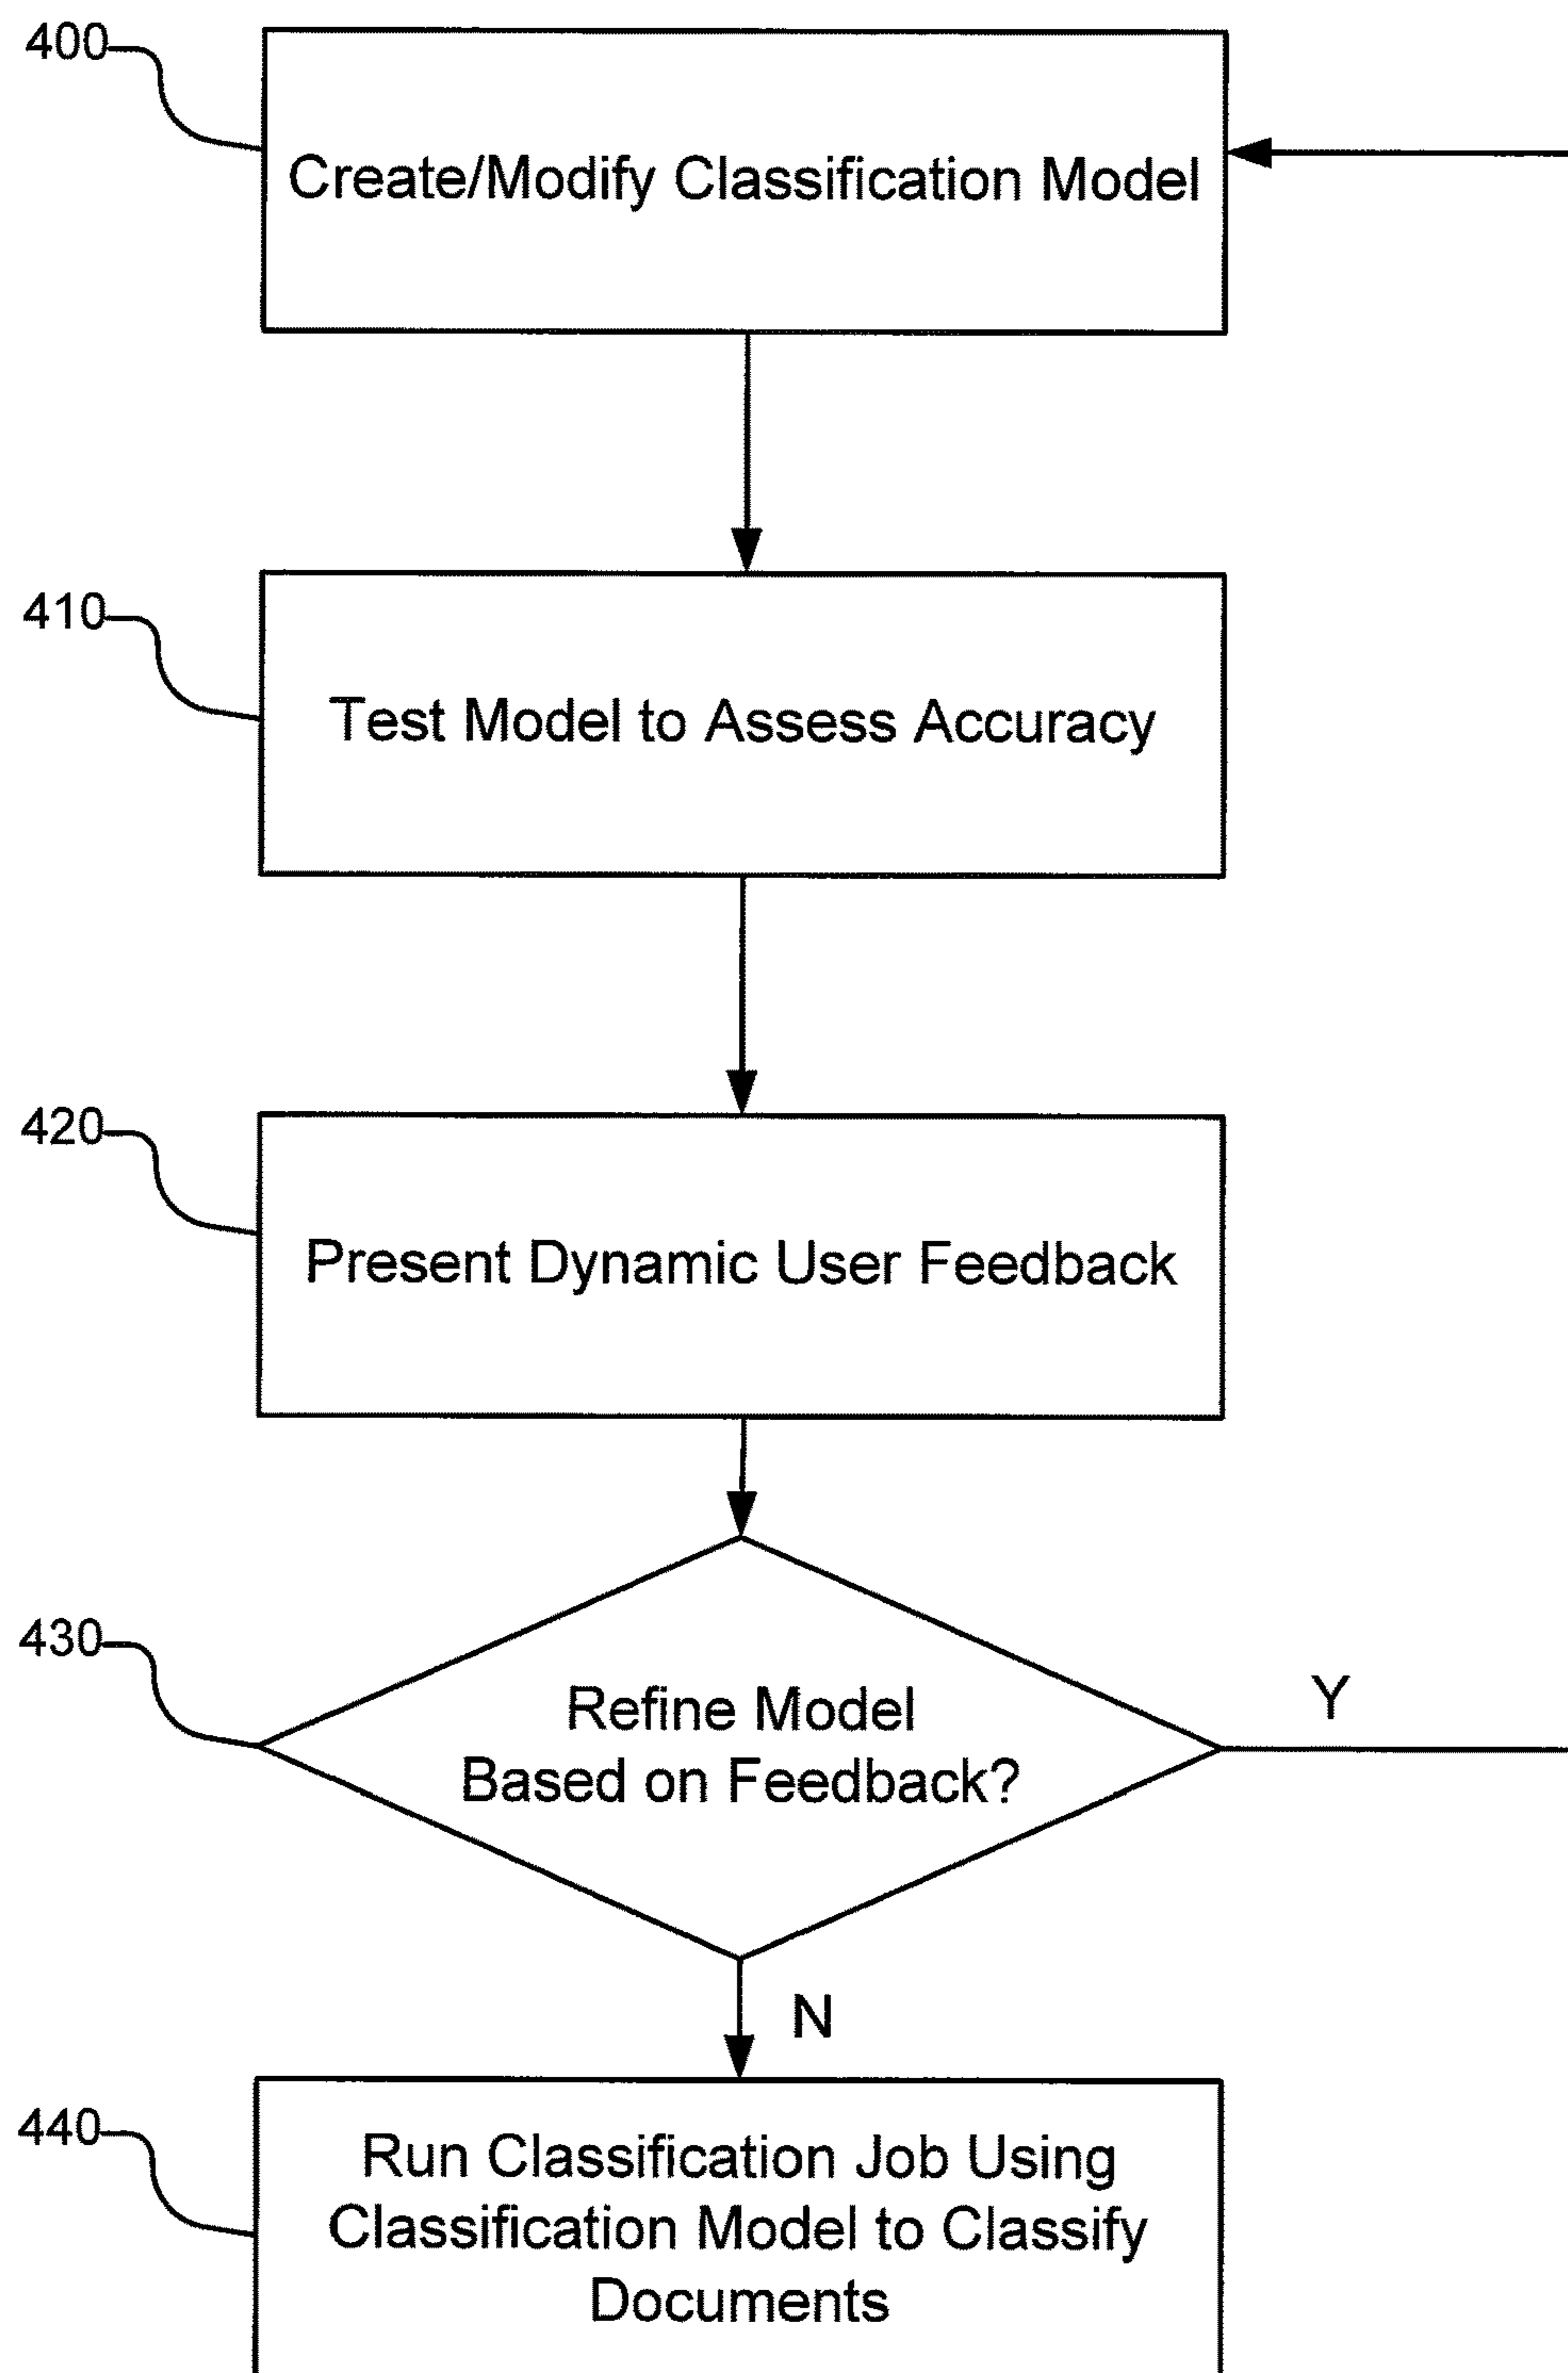 400
Create/Modify Classification Model
410
Test Model to Assess Accuracy
420
Present Dynamic User Feedback
430
Refine Model
Based on Feedback?
Y
N
440
Run Classification Job Using
Classification Model to Classify
Documents